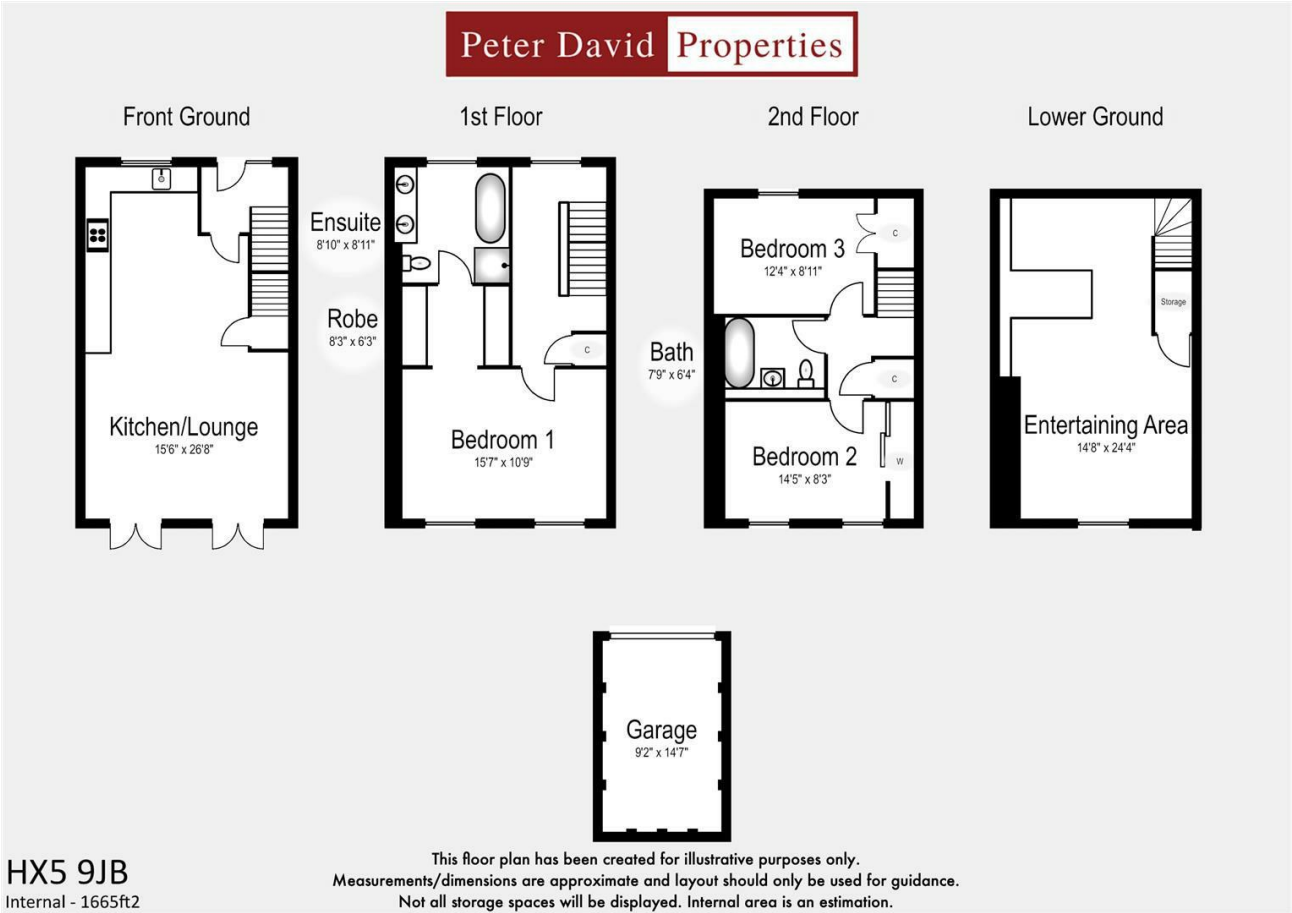 Peter David Properties
Front Ground
1st Floor
2nd Floor
Lower Ground
Ensuite
8'10" x 8'11"
Robe
8'3" x 6'3"
Kitchen/Lounge
15'6" x 26'8"
C
Bedroom 1
15'7" x 10'9"
Bedroom 3
12'4" x 8'11"
C
Bath
7'9" x 6'4"
C
Bedroom 2
14'5" x 8'3"
W
Storage
Entertaining Area
14'8" x 24'4"
Garage
9'2" x 14'7"
HX5 9JB
Internal - 1665ft2
This floor plan has been created for illustrative purposes only.
Measurements/dimensions are approximate and layout should only be used for guidance.
Not all storage spaces will be displayed. Internal area is an estimation.